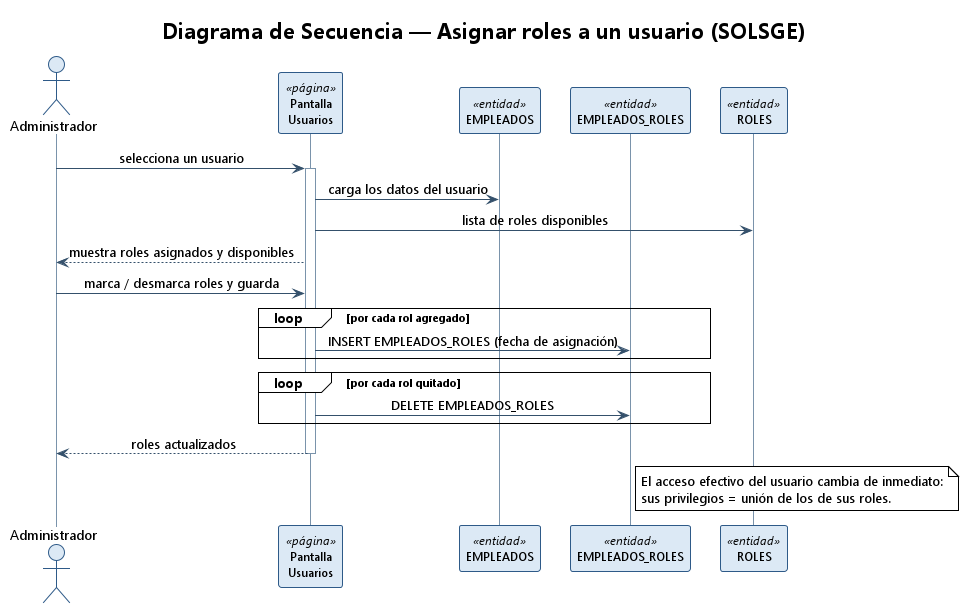 Diagrama de Secuencia — Asignar roles a un usuario (SOLSGE)
Administrador
«página»
Pantalla
Usuarios
«entidad»
EMPLEADOS
«entidad»
EMPLEADOS_ROLES
«entidad»
ROLES
selecciona un usuario
carga los datos del usuario
lista de roles disponibles
muestra roles asignados y disponibles
marca / desmarca roles y guarda
loop [por cada rol agregado]
INSERT EMPLEADOS_ROLES (fecha de asignación)
loop [por cada rol quitado]
DELETE EMPLEADOS_ROLES
roles actualizados
El acceso efectivo del usuario cambia de inmediato:
sus privilegios = unión de los de sus roles.
Administrador
«página»
Pantalla
Usuarios
«entidad»
EMPLEADOS
«entidad»
EMPLEADOS_ROLES
«entidad»
ROLES